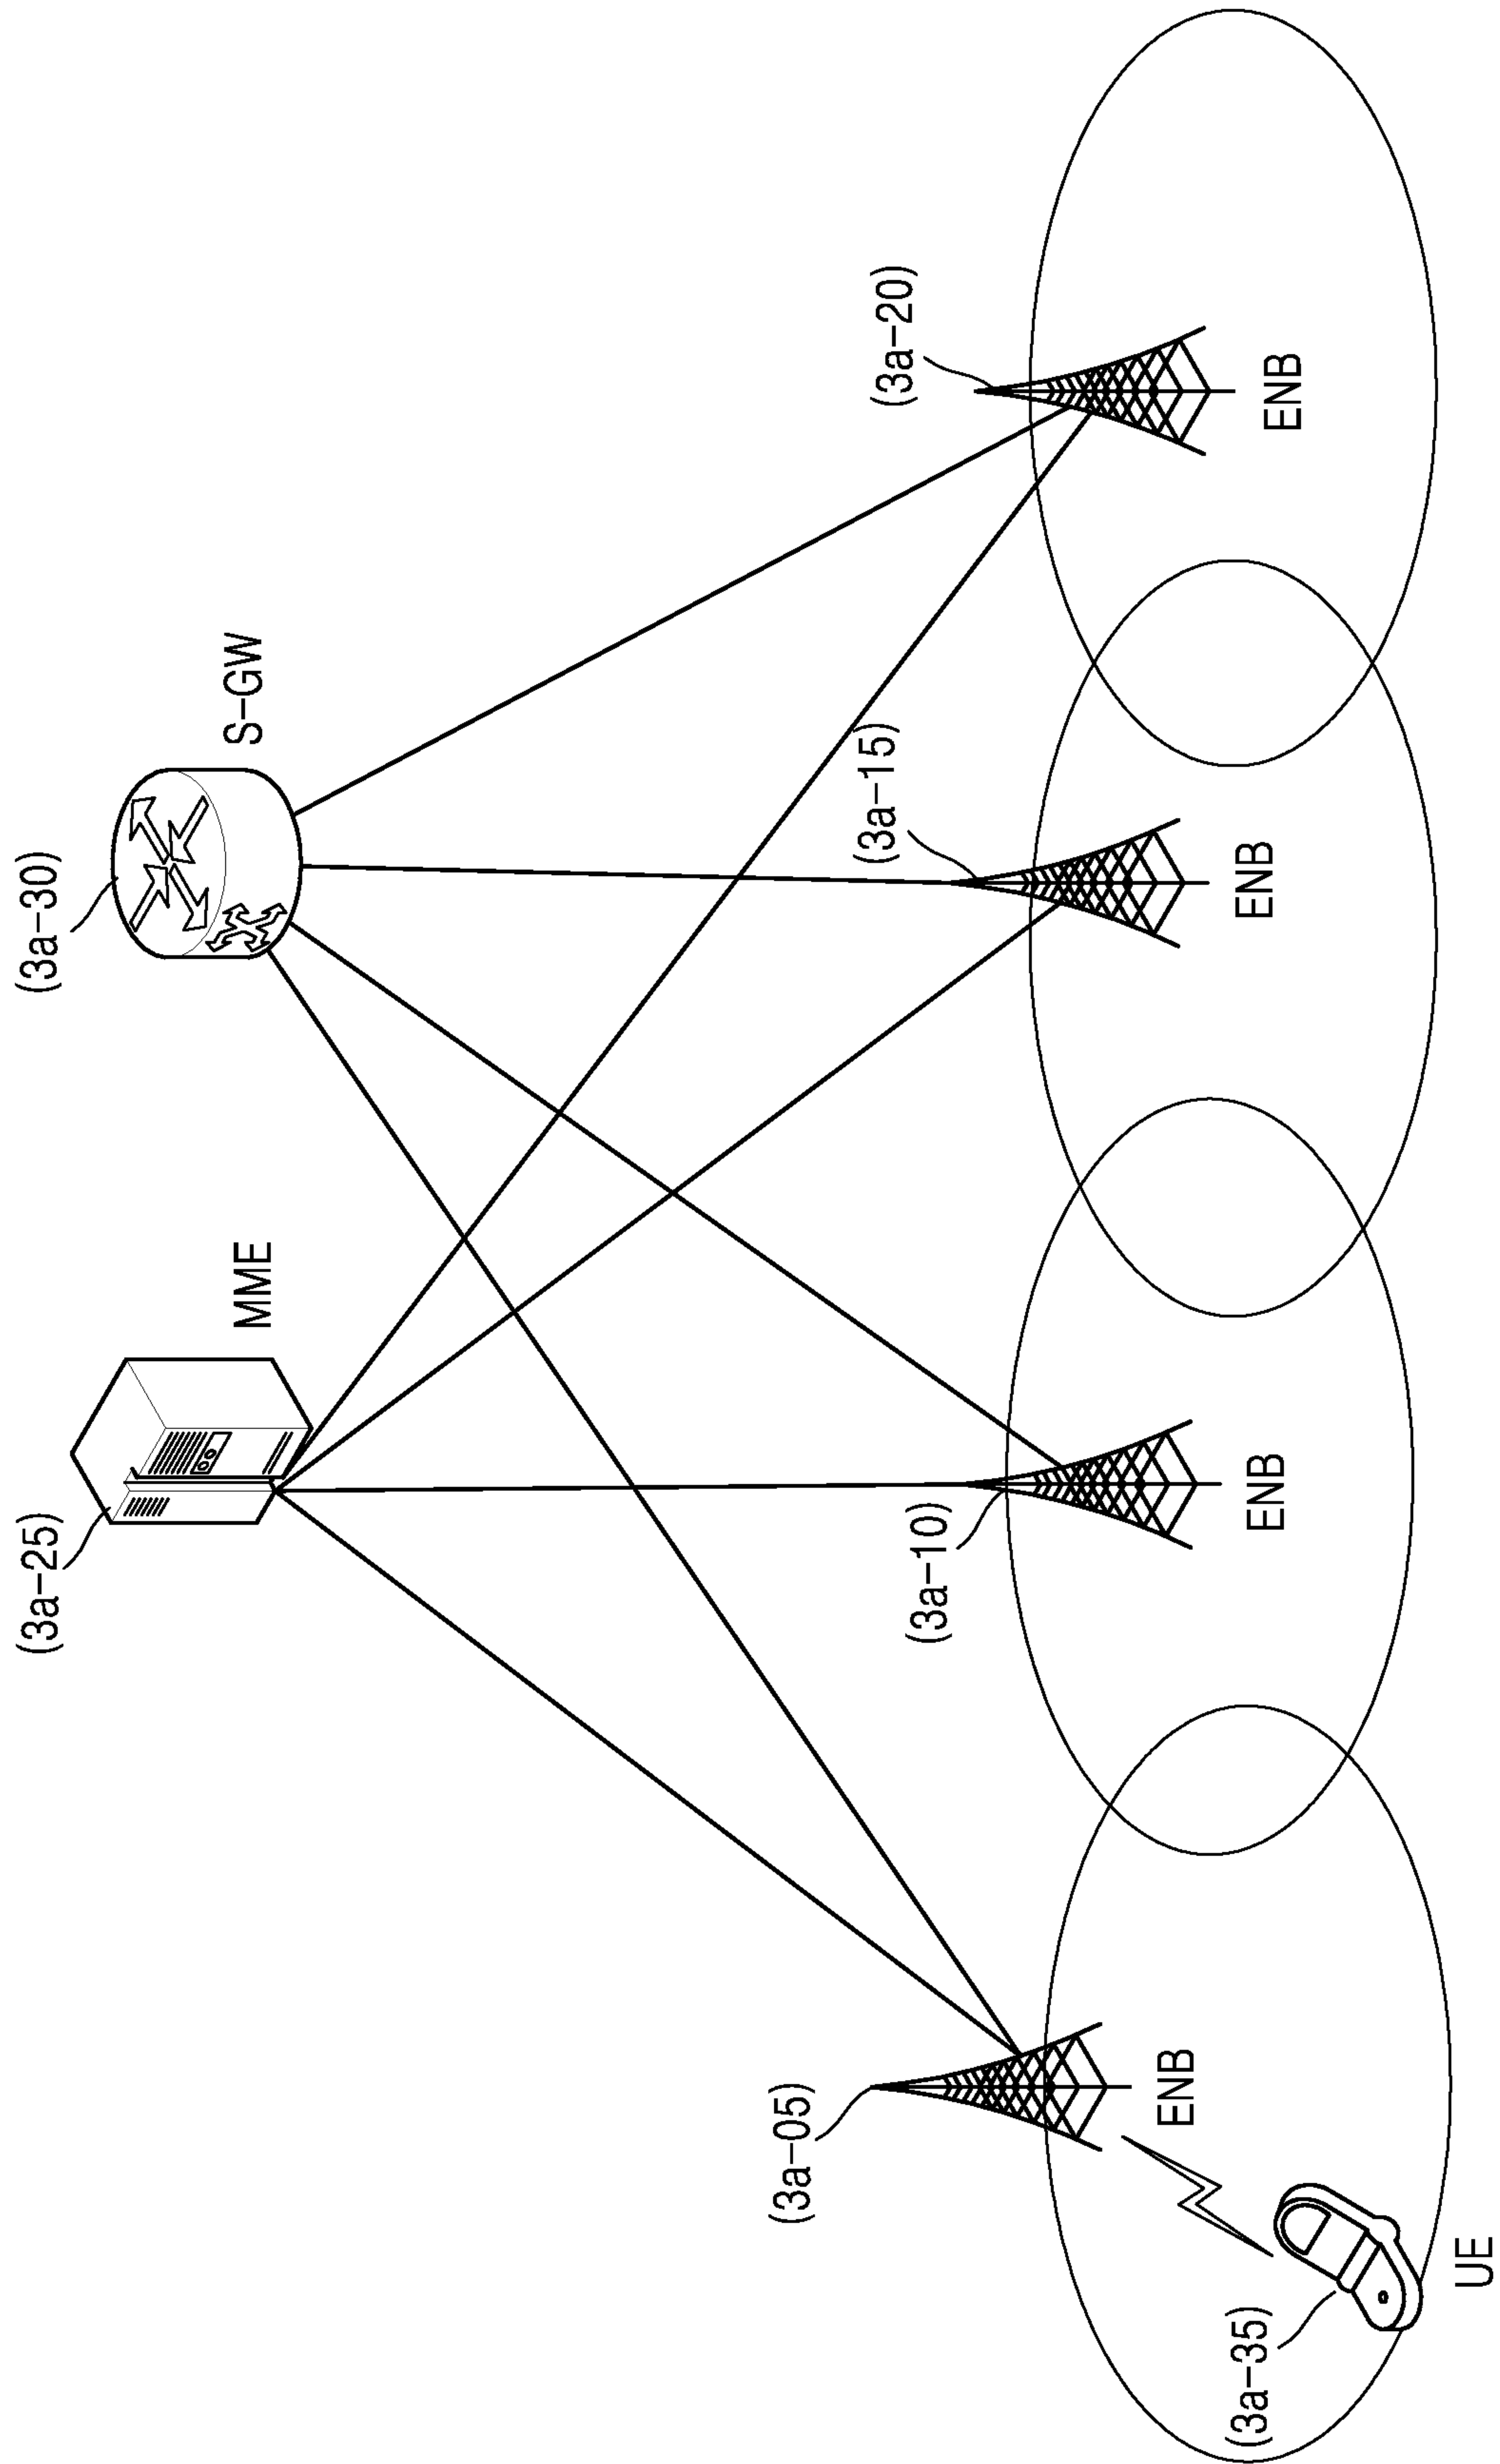 (3a-25)
MME
(3a-30)
S-GW
(3a-05)
ENB
(3a-10)
ENB
(3a-15)
ENB
(3a-20)
ENB
(3a-35)
UE